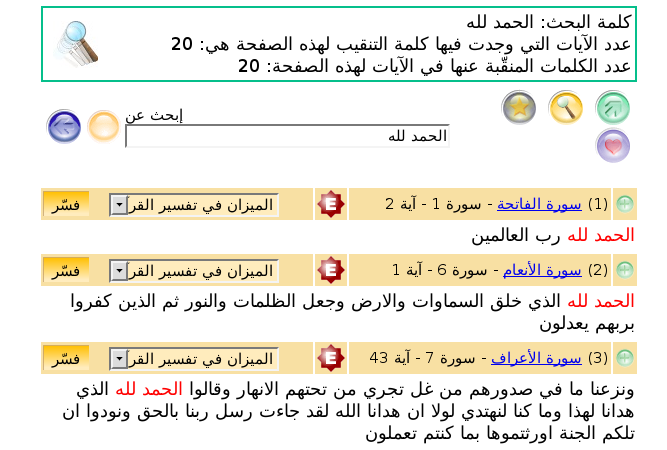 كلمة البحث: الحمد لله
عدد الآيات التي وجدت فيها كلمة التنقيب لهذه الصفحة هي: 20
عدد الكلمات المنقّبة عنها في الآيات لهذه الصفحة: 20
إبحث عن
الحمد لله
(1) سورة الفاتحة - سورة 1 - آية 2 E الميزان في تفسير القر فسّر
الحمد لله رب العالمين
(2) سورة الأنعام - سورة 6 - آية 1 E الميزان في تفسير القر فسّر
الحمد لله الذي خلق السماوات والارض وجعل الظلمات والنور ثم الذين كفروا
بربهم يعدلون
(3) سورة الأعراف - سورة 7 - آية 43 E الميزان في تفسير القر فسّر
ونزعنا ما في صدورهم من غل تجري من تحتهم الانهار وقالوا الحمد لله الذي
هدانا لهذا وما كنا لنهتدي لولا ان هدانا الله لقد جاءت رسل ربنا بالحق ونودوا ان
تلكم الجنة اورثتموها بما كنتم تعملون